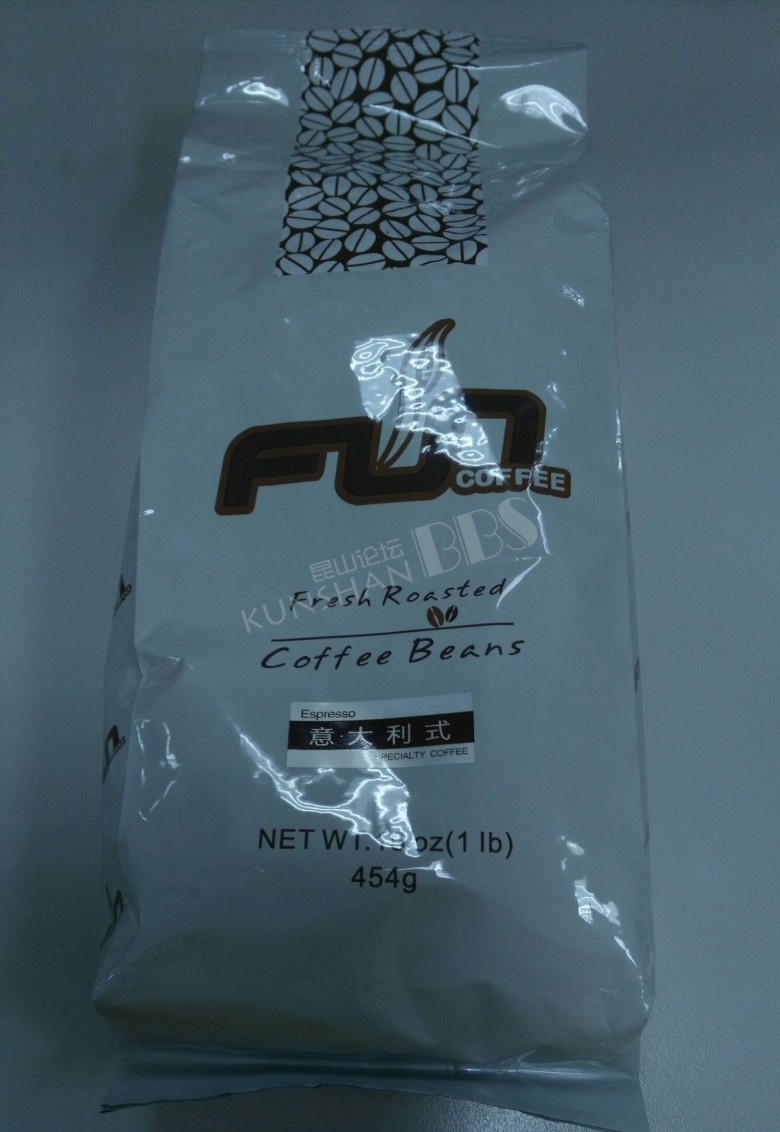 FUN
COFFEE
昆山论坛
KUNSHAN BBS
Fresh Roasted
Coffee Beans
Espresso
意大利式
SPECIALTY COFFEE
NET WT. oz(1 lb)
454g